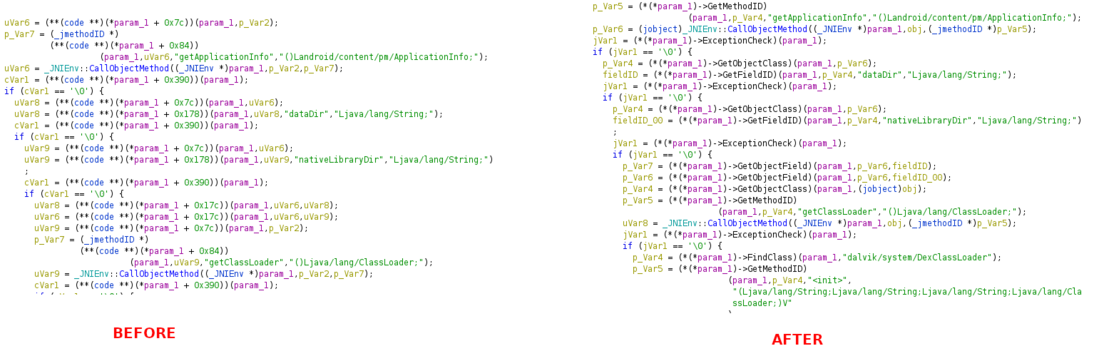 uVar6 = (**(code **)(*param_1 + 0x7c))(param_1,p_Var2);
p_Var7 = (_jmethodID *)
(**(code **)(*param_1 + 0x84))
(param_1,uVar6,"getApplicationInfo","()Landroid/content/pm/ApplicationInfo;");
uVar6 = _JNIEnv::CallObjectMethod((_JNIEnv *)param_1,p_Var2,p_Var7);
cVar1 = (**(code **)(*param_1 + 0x390))(param_1);
if (cVar1 == '\0') {
uVar8 = (**(code **)(*param_1 + 0x7c))(param_1,uVar6);
uVar8 = (**(code **)(*param_1 + 0x178))(param_1,uVar8,"dataDir","Ljava/lang/String;");
cVar1 = (**(code **)(*param_1 + 0x390))(param_1);
if (cVar1 == '\0') {
uVar9 = (**(code **)(*param_1 + 0x7c))(param_1,uVar6);
uVar9 = (**(code **)(*param_1 + 0x178))(param_1,uVar9,"nativeLibraryDir","Ljava/lang/String;")
;
cVar1 = (**(code **)(*param_1 + 0x390))(param_1);
if (cVar1 == '\0') {
uVar8 = (**(code **)(*param_1 + 0x17c))(param_1,uVar6,uVar8);
uVar6 = (**(code **)(*param_1 + 0x17c))(param_1,uVar6,uVar9);
uVar9 = (**(code **)(*param_1 + 0x7c))(param_1,p_Var2);
p_Var7 = (_jmethodID *)
(**(code **)(*param_1 + 0x84))
(param_1,uVar9,"getClassLoader","()Ljava/lang/ClassLoader;");
uVar9 = _JNIEnv::CallObjectMethod((_JNIEnv *)param_1,p_Var2,p_Var7);
cVar1 = (**(code **)(*param_1 + 0x390))(param_1);
BEFORE
p_Var5 = (*(*param_1)->GetMethodID)
(param_1,p_Var4,"getApplicationInfo","()Landroid/content/pm/ApplicationInfo;");
p_Var6 = (jobject)_JNIEnv::CallObjectMethod((_JNIEnv *)param_1,obj,(_jmethodID *)p_Var5);
jVar1 = (*(*param_1)->ExceptionCheck)(param_1);
if (jVar1 == '\0') {
p_Var4 = (*(*param_1)->GetObjectClass)(param_1,p_Var6);
fieldID = (*(*param_1)->GetFieldID)(param_1,p_Var4,"dataDir","Ljava/lang/String;");
jVar1 = (*(*param_1)->ExceptionCheck)(param_1);
if (jVar1 == '\0') {
p_Var4 = (*(*param_1)->GetObjectClass)(param_1,p_Var6);
fieldID_00 = (*(*param_1)->GetFieldID)(param_1,p_Var4,"nativeLibraryDir","Ljava/lang/String;")
;
jVar1 = (*(*param_1)->ExceptionCheck)(param_1);
if (jVar1 == '\0') {
p_Var7 = (*(*param_1)->GetObjectField)(param_1,p_Var6,fieldID);
p_Var6 = (*(*param_1)->GetObjectField)(param_1,p_Var6,fieldID_00);
p_Var4 = (*(*param_1)->GetObjectClass)(param_1,(jobject)obj);
p_Var5 = (*(*param_1)->GetMethodID)
(param_1,p_Var4,"getClassLoader","()Ljava/lang/ClassLoader;");
uVar8 = _JNIEnv::CallObjectMethod((_JNIEnv *)param_1,obj,(_jmethodID *)p_Var5);
jVar1 = (*(*param_1)->ExceptionCheck)(param_1);
if (jVar1 == '\0') {
p_Var4 = (*(*param_1)->FindClass)(param_1,"dalvik/system/DexClassLoader");
p_Var5 = (*(*param_1)->GetMethodID)
(param_1,p_Var4,"<init>",
"(Ljava/lang/String;Ljava/lang/String;Ljava/lang/String;Ljava/lang/Cla
ssLoader;)V"
AFTER